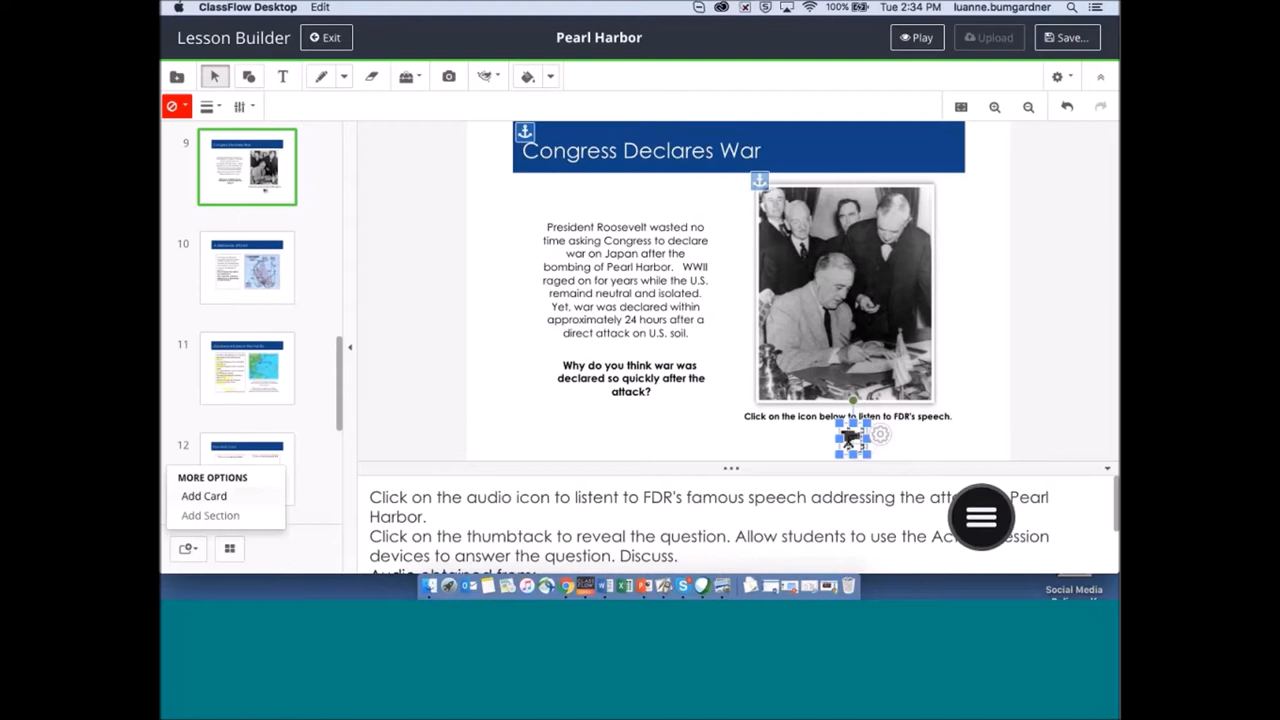 ClassFlow Desktop Edit 100% Tue 2:34 PM luanne.bumgardner
Lesson Builder Exit Pearl Harbor Play Upload Save...
T
9
10
11
12
MORE OPTIONS
Add Card
Add Section
Congress Declares War
President Roosevelt wasted no
time asking Congress to declare
war on Japan after the
bombing of Pearl Harbor. WWII
raged on for years while the U.S.
remaind neutral and isolated.
Yet, war was declared within
approximately 24 hours after a
direct attack on U.S. soil.
Why do you think war was
declared so quickly after the
attack?
Click on the icon below to listen to FDR's speech.
Click on the audio icon to listent to FDR's famous speech addressing the Pearl
Harbor.
Click on the thumbtack to reveal the question. Allow students to use the
devices to answer the question. Discuss.
Audio obtained from:
Social Media